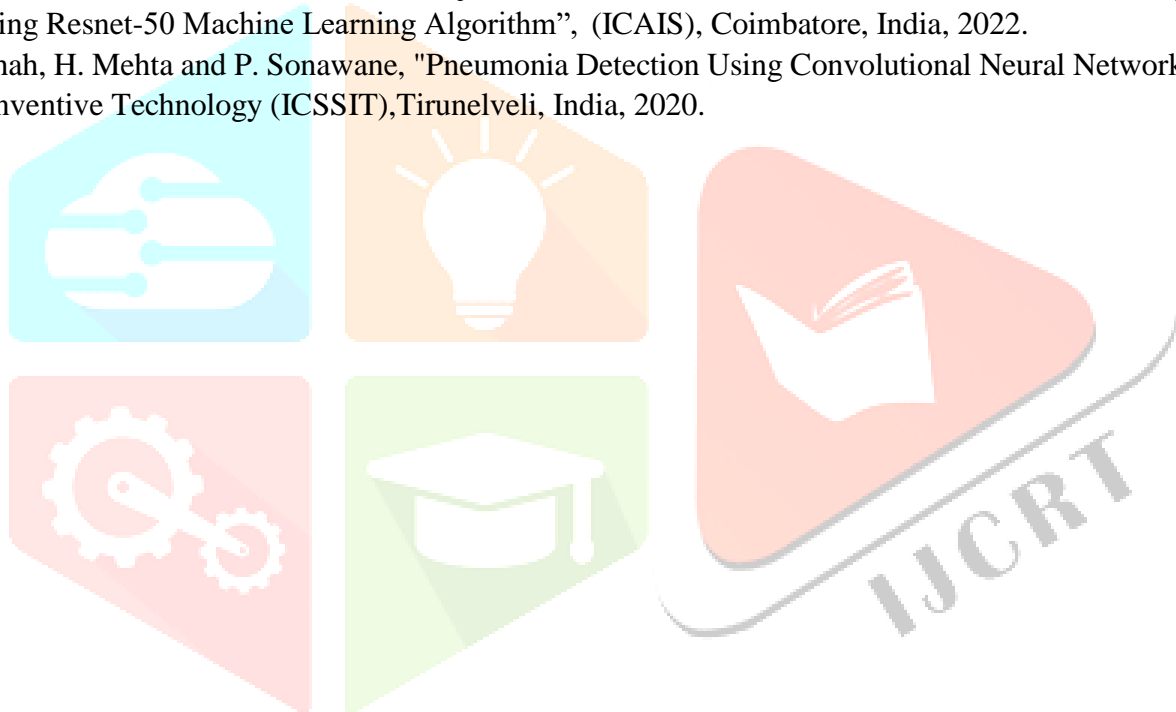 ing Resnet-50 Machine Learning Algorithm”, (ICAIS), Coimbatore, India, 2022.
nah, H. Mehta and P. Sonawane, "Pneumonia Detection Using Convolutional Neural Network
nventive Technology (ICSSIT),Tirunelveli, India, 2020.
IJCRT